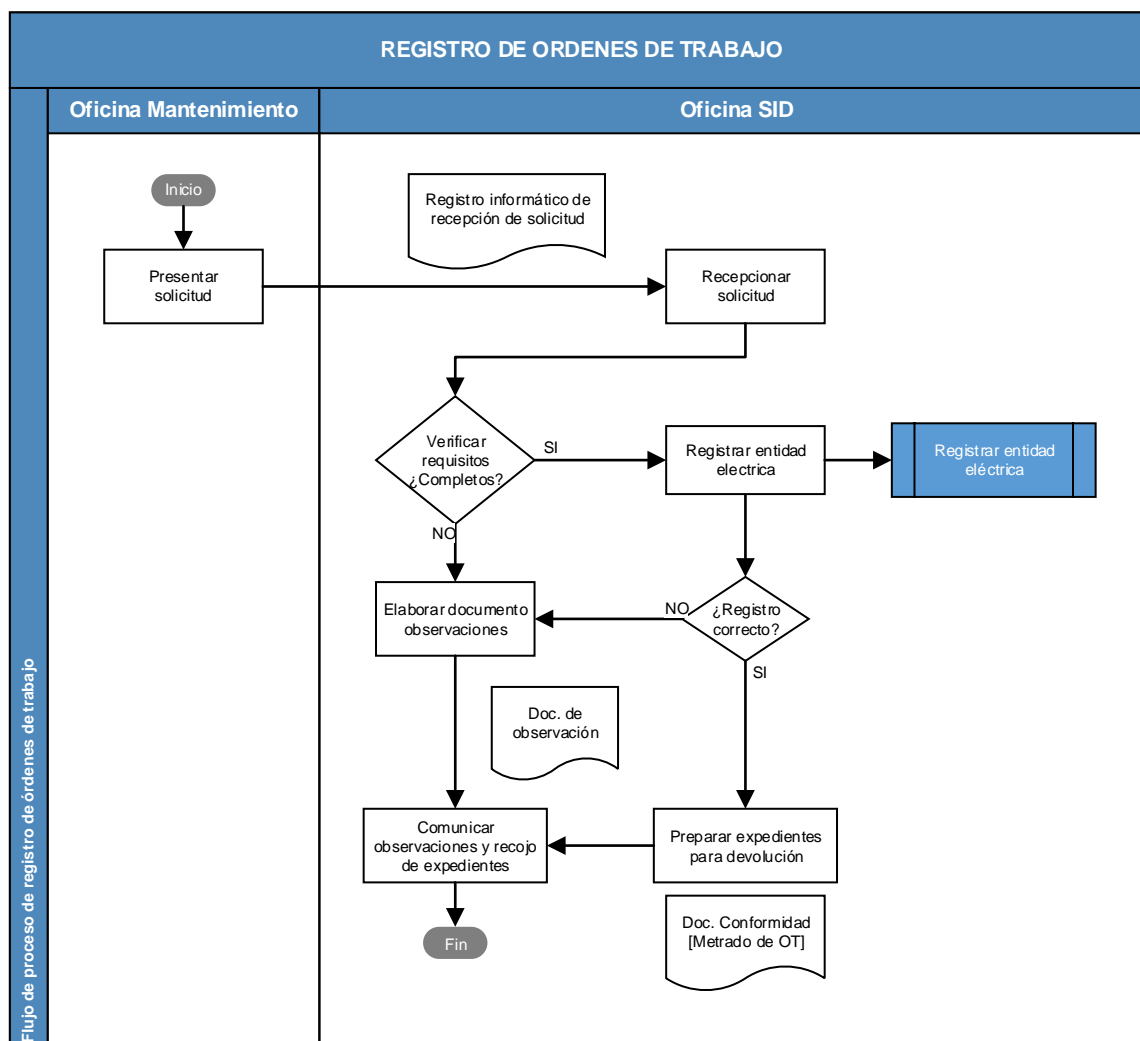 REGISTRO DE ORDENES DE TRABAJO
Oficina Mantenimiento
Oficina SID
Flujo de proceso de registro de órdenes de trabajo
Inicio
Registro informático de
recepción de solicitud
Presentar
solicitud
Recepcionar
solicitud
Verificar
requisitos
¿Completos?
SI
Registrar entidad
electrica
Registrar entidad
eléctrica
NO
Elaborar documento
observaciones
NO
¿Registro
correcto?
SI
Doc. de
observación
Comunicar
observaciones y recojo
de expedientes
Preparar expedientes
para devolución
Fin
Doc. Conformidad
[Metrado de OT]